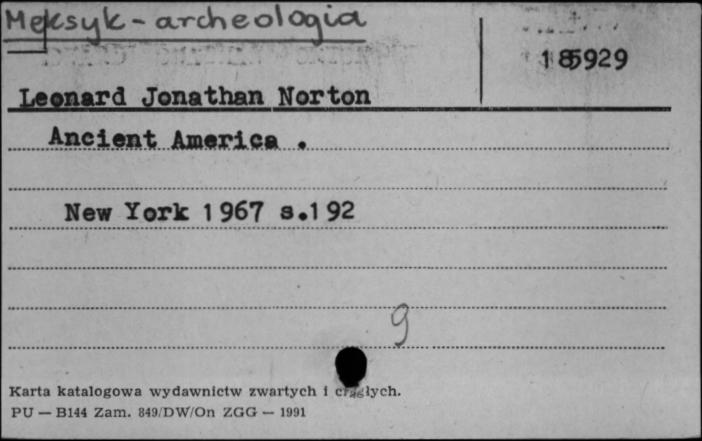 Meksyk - archeologia
185929
Leonard Jonathan Norton
Ancient America .
New York 1967 s.192
9
Karta katalogowa wydawnictw zwartych i ciągłych.
PU — B144 Zam. 849/DW/On ZGG — 1991